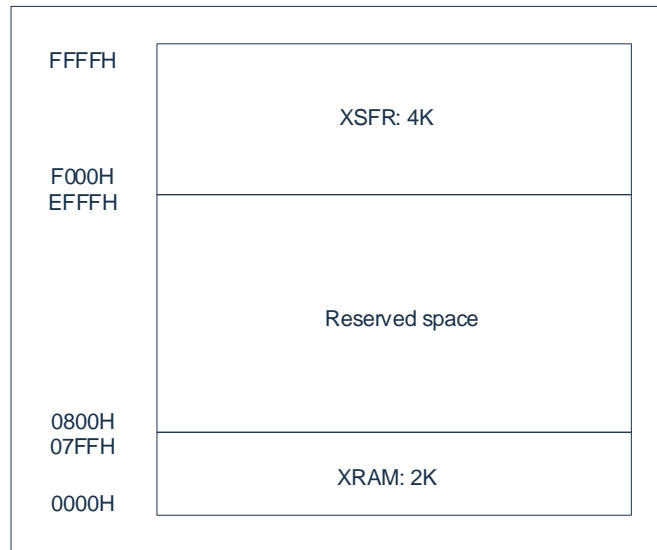 FFFFH
XSFR: 4K
F000H
EFFFH
Reserved space
0800H
07FFH
XRAM: 2K
0000H